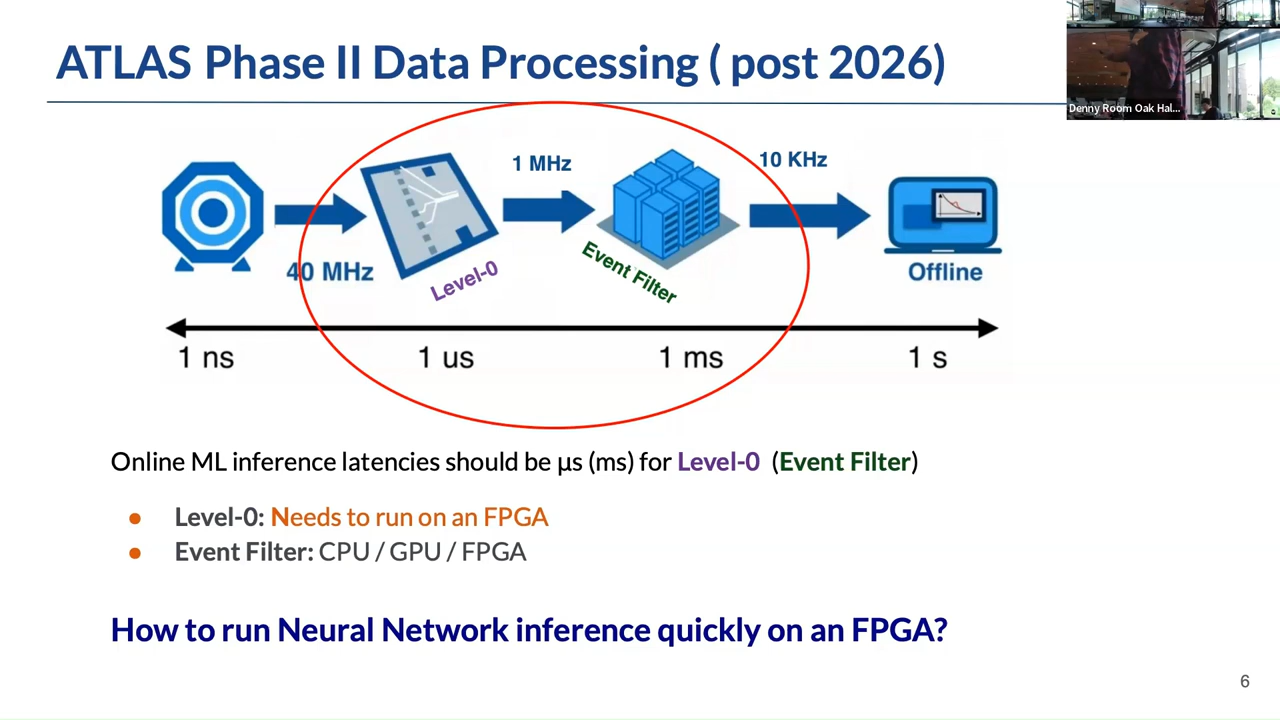 ATLAS Phase II Data Processing ( post 2026)
Denny Room Oak Hal...
1 MHz
10 KHz
40 MHz
Level-0
Event Filter
Offline
1 ns
1 us
1 ms
1 s
Online ML inference latencies should be µs (ms) for Level-0 (Event Filter)
● Level-0: Needs to run on an FPGA
● Event Filter: CPU / GPU / FPGA
How to run Neural Network inference quickly on an FPGA?
6